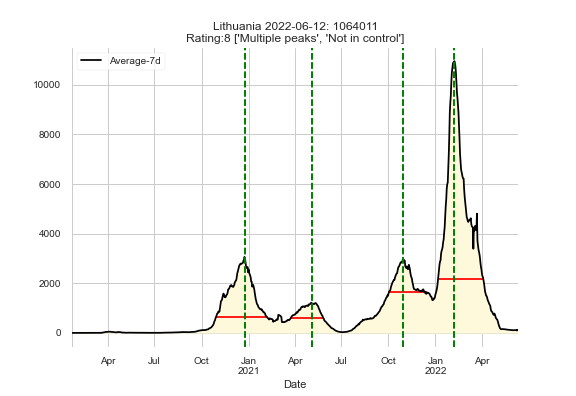 Lithuania 2022-06-12: 1064011
Rating:8 ['Multiple peaks', 'Not in control']
Average-7d
10000
8000
6000
4000
2000
0
Apr Jul Oct Jan Apr Jul Oct Jan Apr
2021 2022
Date